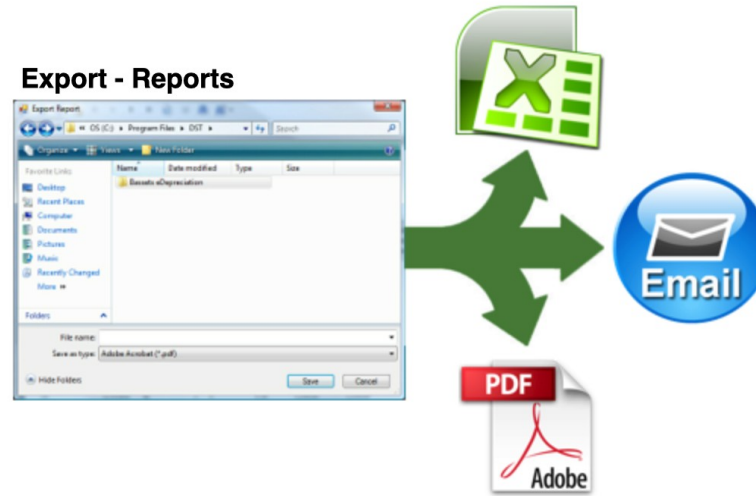 Export - Reports
Export Report
« OS (C:) ▸ Program Files ▸ DST ▸
Search
Organize
Views
New Folder
Favorite Links
Name
Date modified
Type
Size
Desktop
Recent Places
Computer
Documents
Pictures
Music
Recently Changed
More »
Bassets eDepreciation
Folders
File name:
Save as type: Adobe Acrobat (*.pdf)
Hide Folders
Save
Cancel
X
Email
PDF
Adobe